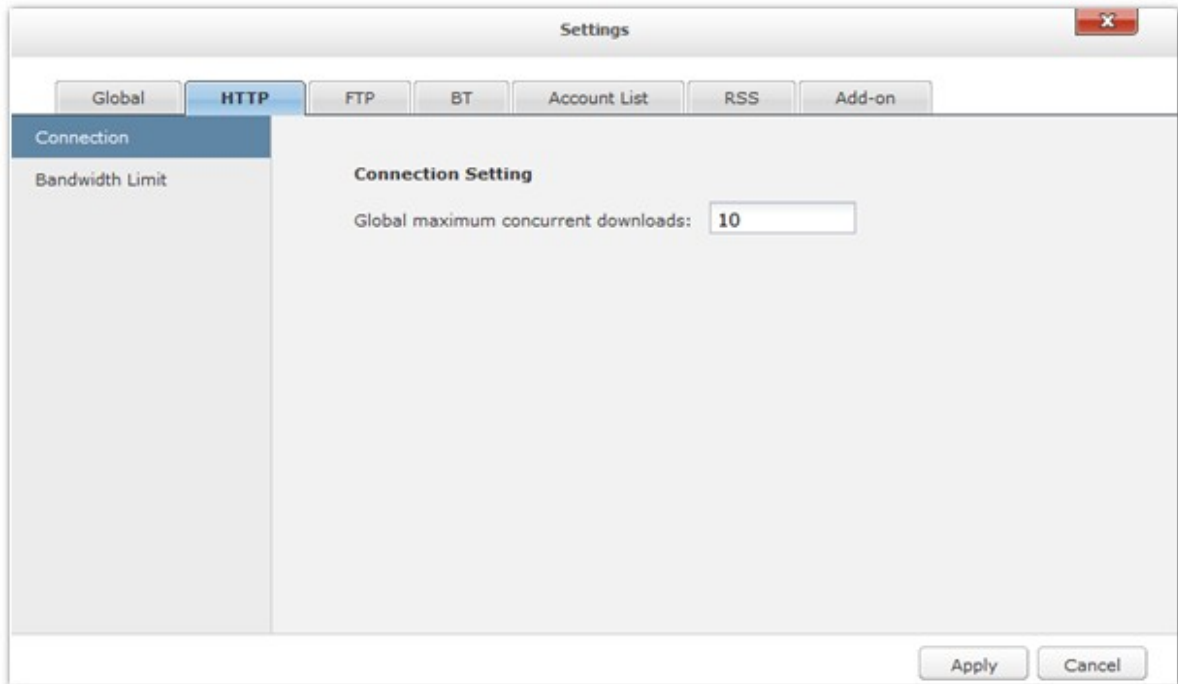 Settings
Global HTTP FTP BT Account List RSS Add-on
Connection
Bandwidth Limit
Connection Setting
Global maximum concurrent downloads: 10
Apply Cancel